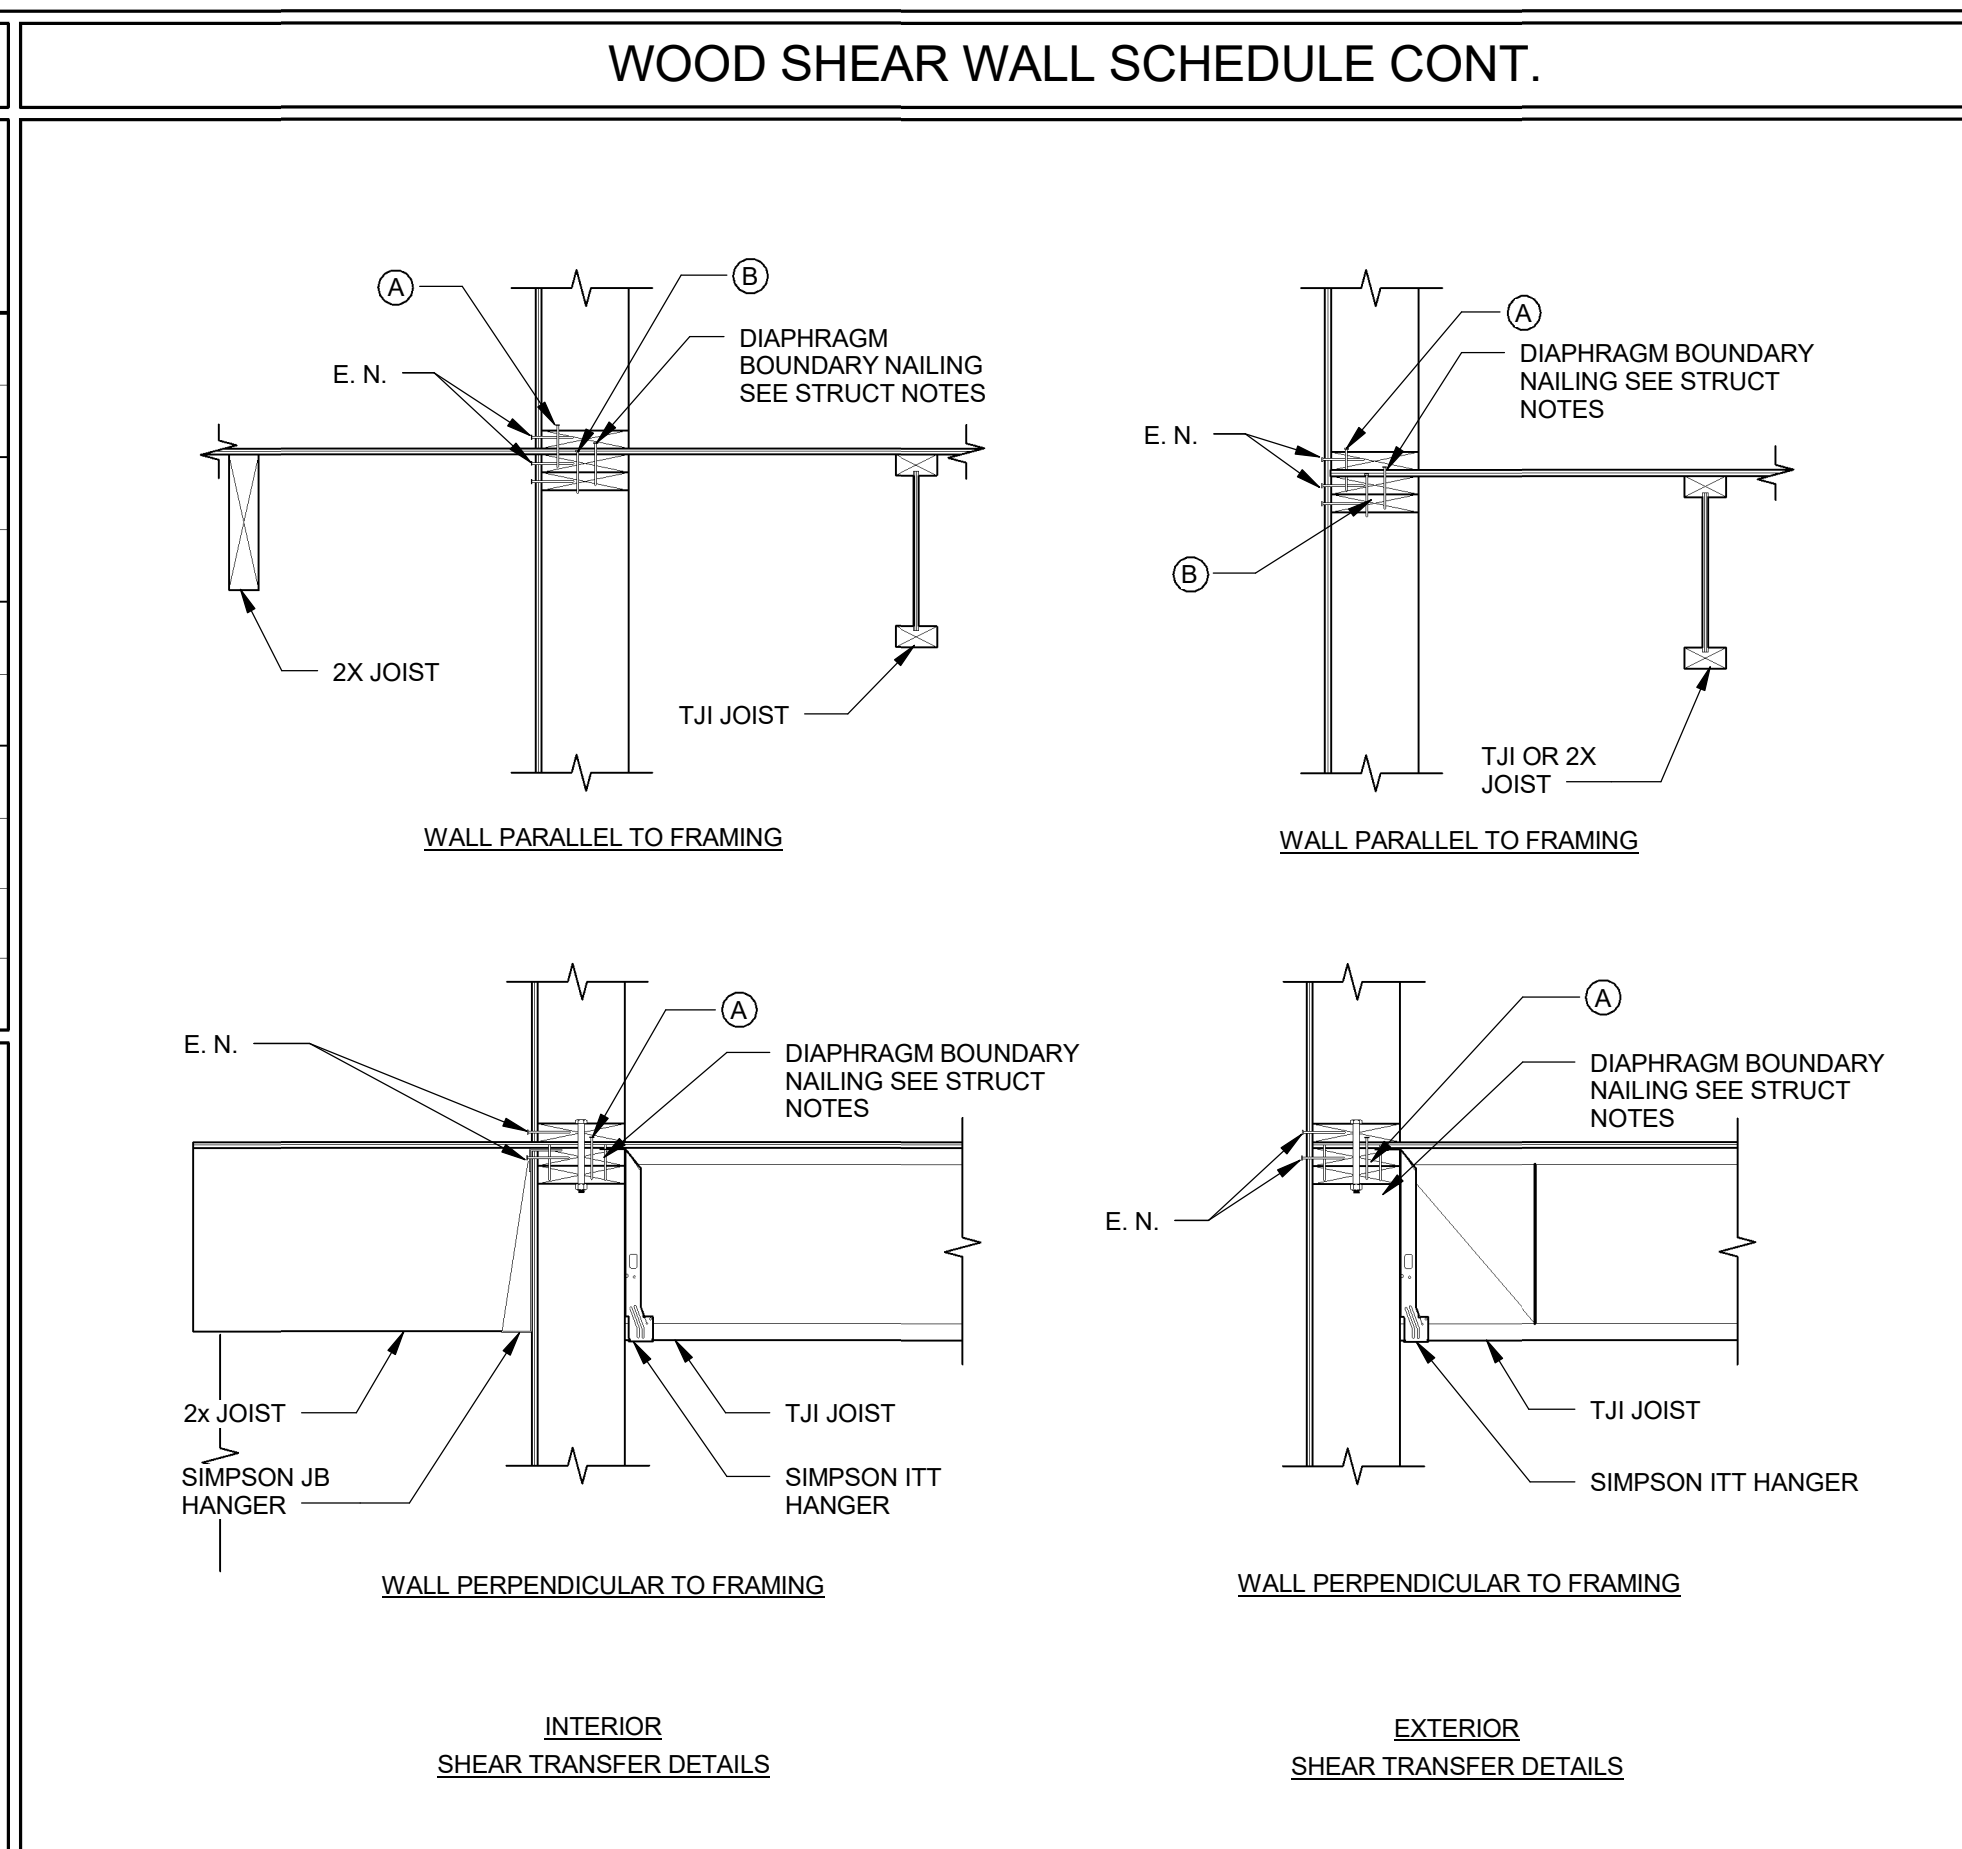 WOOD SHEAR WALL SCHEDULE CONT.
A
B
DIAPHRAGM
BOUNDARY NAILING
SEE STRUCT NOTES
E. N.
2X JOIST
TJI JOIST
WALL PARALLEL TO FRAMING
A
DIAPHRAGM BOUNDARY
NAILING SEE STRUCT
NOTES
E. N.
B
TJI OR 2X
JOIST
WALL PARALLEL TO FRAMING
A
E. N.
DIAPHRAGM BOUNDARY
NAILING SEE STRUCT
NOTES
2x JOIST
SIMPSON JB
HANGER
TJI JOIST
SIMPSON ITT
HANGER
WALL PERPENDICULAR TO FRAMING
A
DIAPHRAGM BOUNDARY
NAILING SEE STRUCT
NOTES
E. N.
TJI JOIST
SIMPSON ITT HANGER
WALL PERPENDICULAR TO FRAMING
INTERIOR
SHEAR TRANSFER DETAILS
EXTERIOR
SHEAR TRANSFER DETAILS